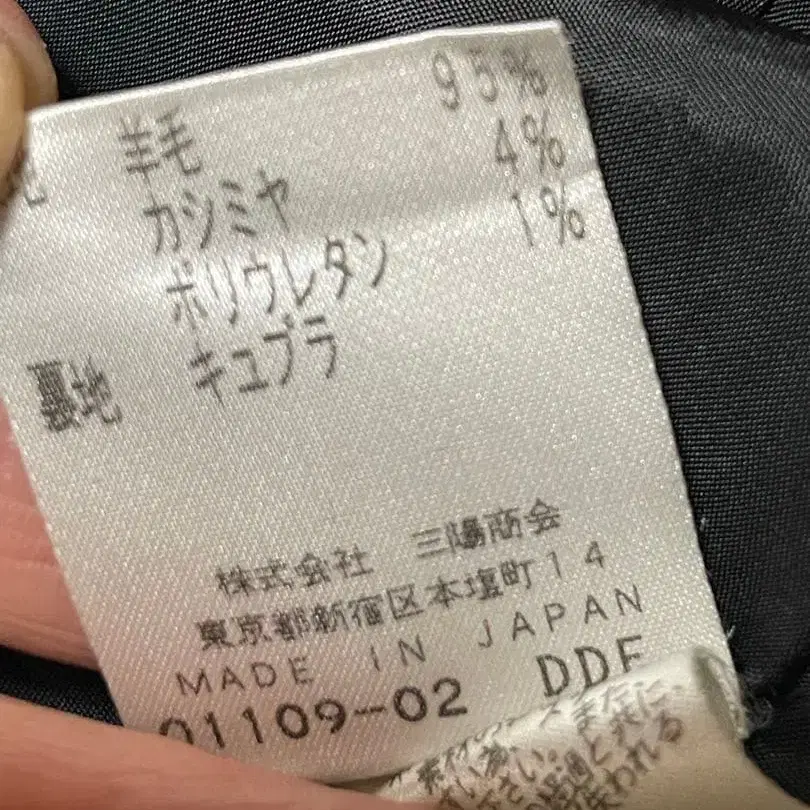 地 羊毛 95%
カシミヤ 4%
ポリウレタン 1%
裏地 キュプラ
株式会社 三陽商会
東京都新宿区本塩町14
MADE IN JAPAN
01109-02 DDF